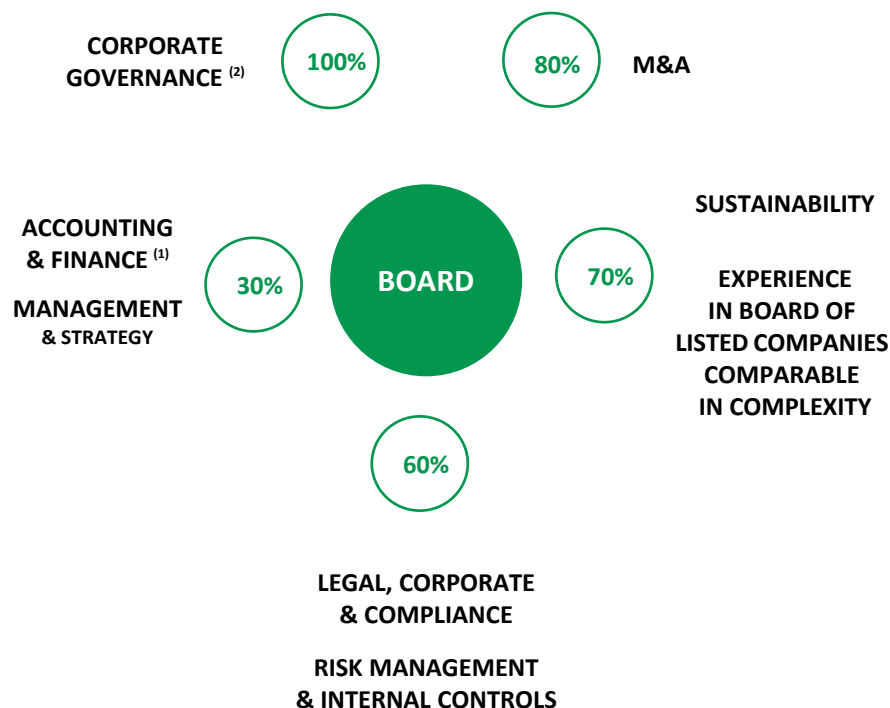 CORPORATE
GOVERNANCE (2)
100%
80%
M&A
ACCOUNTING
& FINANCE (1)
MANAGEMENT
& STRATEGY
30%
BOARD
70%
SUSTAINABILITY
EXPERIENCE
IN BOARD OF
LISTED COMPANIES
COMPARABLE
IN COMPLEXITY
60%
LEGAL, CORPORATE
& COMPLIANCE
RISK MANAGEMENT
& INTERNAL CONTROLS